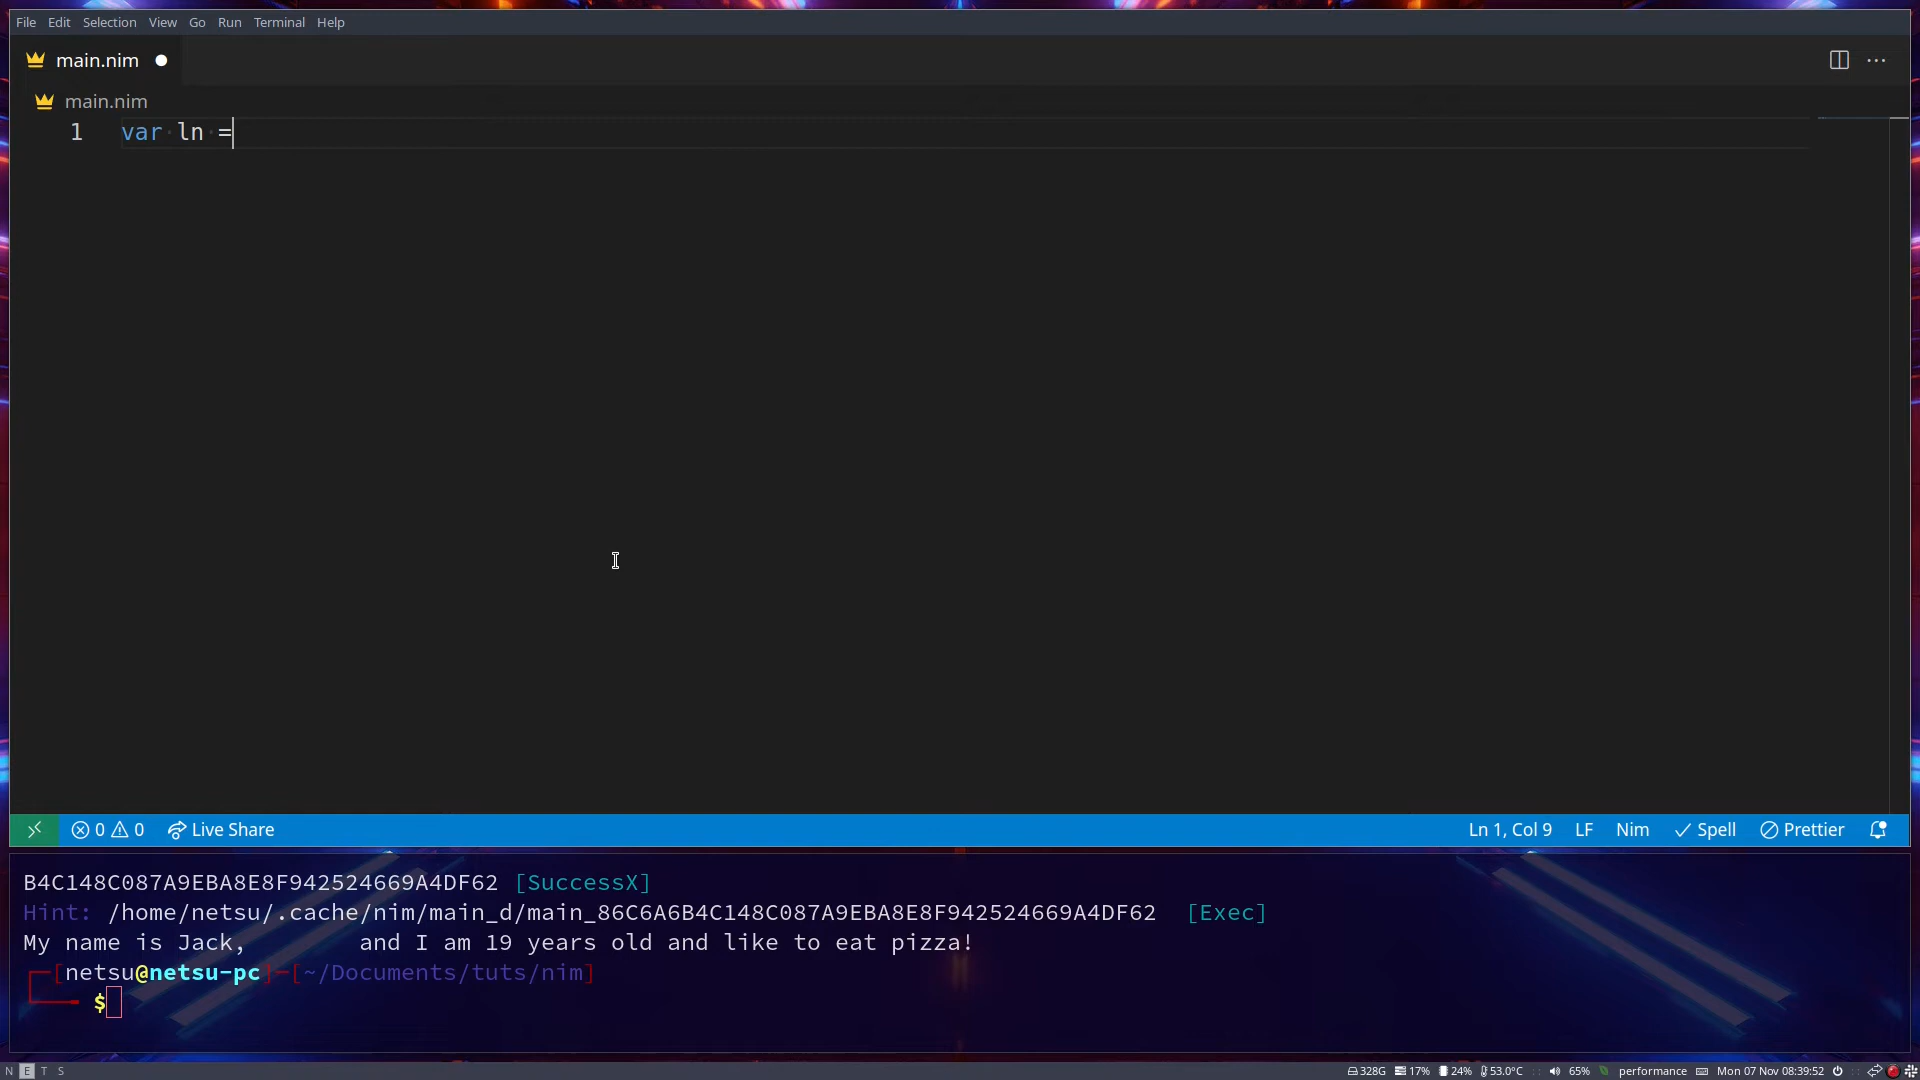 File Edit Selection View Go Run Terminal Help
main.nim
main.nim
1 var ln =
0 0 Live Share Ln 1, Col 9 LF Nim Spell Prettier
B4C148C087A9EBA8E8F942524669A4DF62 [SuccessX]
Hint: /home/netsu/.cache/nim/main_d/main_86C6A6B4C148C087A9EBA8E8F942524669A4DF62 [Exec]
My name is Jack, and I am 19 years old and like to eat pizza!
[netsu@netsu-pc]-[~/Documents/tuts/nim]
$
N E T S 328G 17% 24% 53.0°C 65% performance Mon 07 Nov 08:39:52